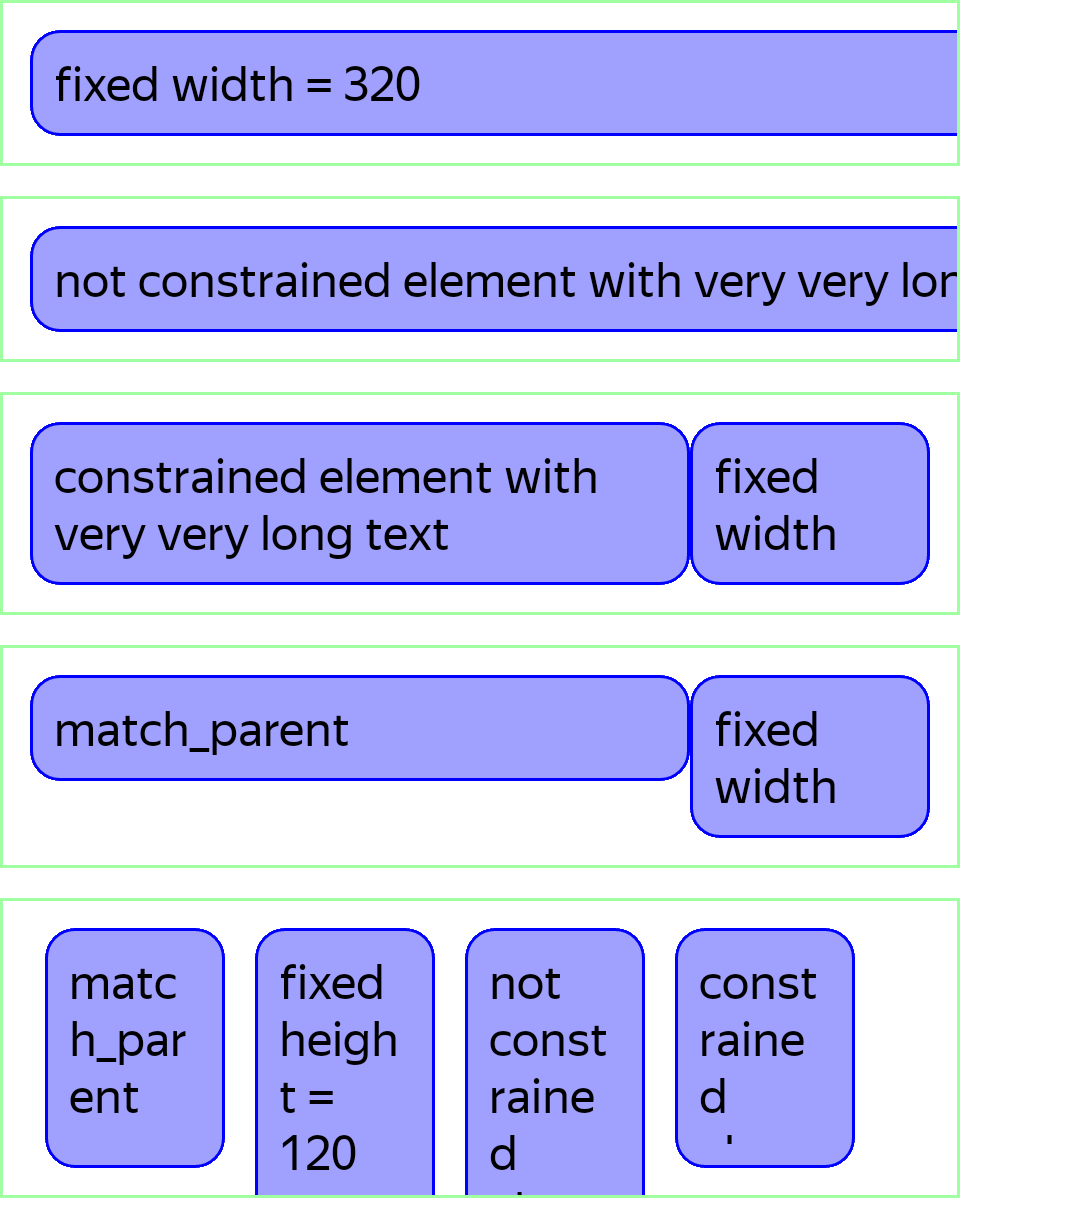 fixed width = 320
not constrained element with very very lon
constrained element with
very very long text
fixed
width
match_parent
fixed
width
matc
h_par
ent
fixed
heigh
t =
120
not
const
raine
d
const
raine
d